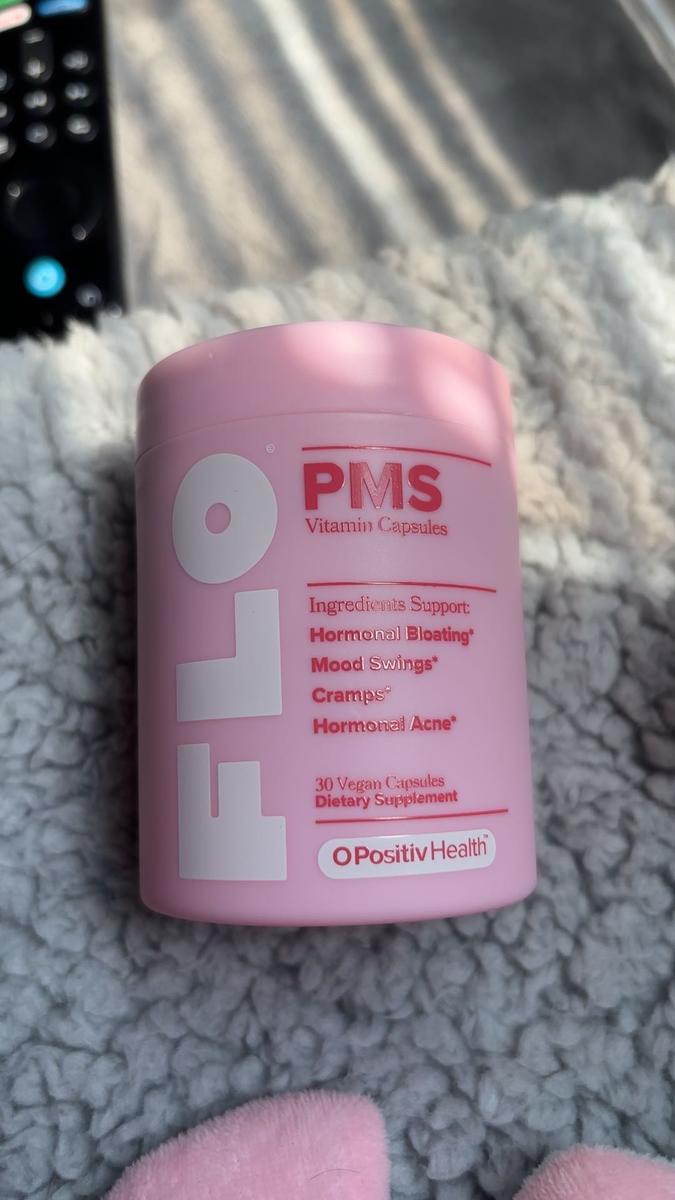 FLO®
PMS
Vitamin Capsules
Ingredients Support:
Hormonal Bloating*
Mood Swings*
Cramps*
Hormonal Acne*
30 Vegan Capsules
Dietary Supplement
OPositiv Health™